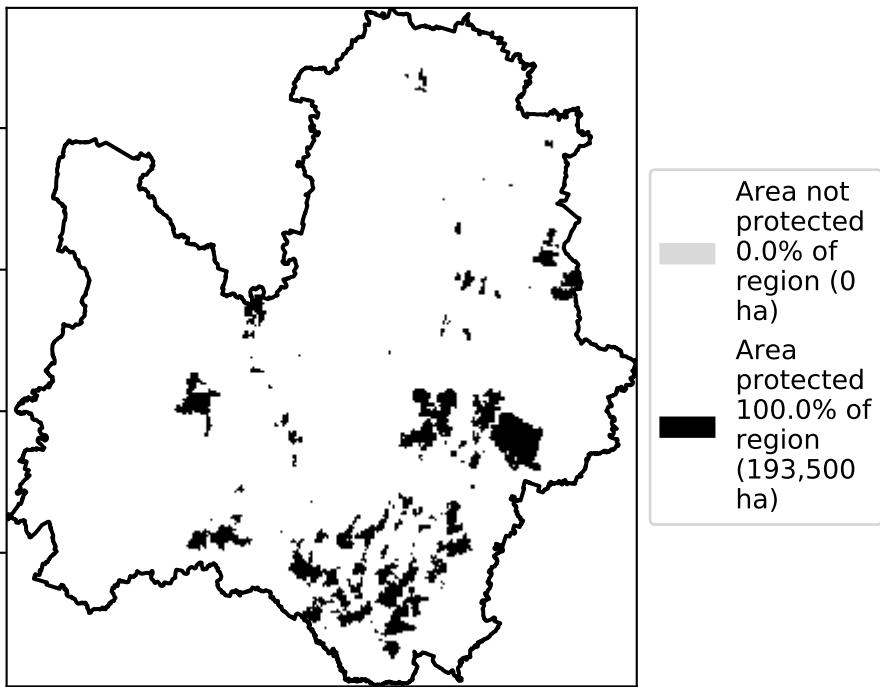 Area not
protected
0.0% of
region (0
ha)
Area
protected
100.0% of
region
(193,500
ha)